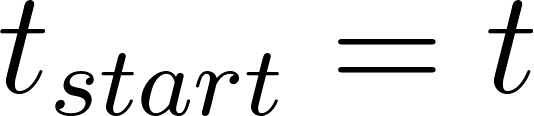 t_{start} = t